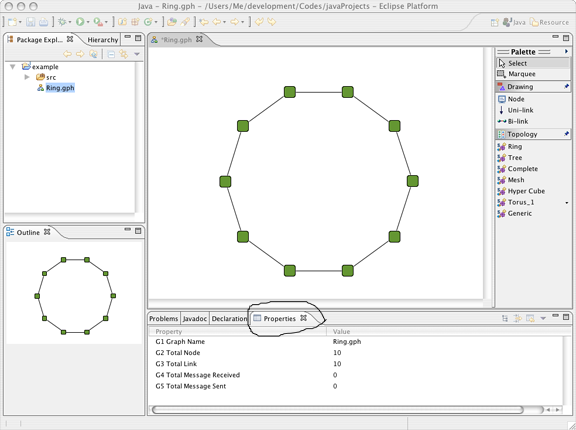 Java – Ring.gph – /Users/Me/development/Codes/javaProjects – Eclipse Platform
Java
Resource
Package Expl...
Hierarchy
example
src
Ring.gph
*Ring.gph
Palette
Select
Marquee
Drawing
Node
Uni-link
Bi-link
Topology
Ring
Tree
Complete
Mesh
Hyper Cube
Torus_1
Generic
Outline
Problems Javadoc Declaration Properties
Property Value
G1 Graph Name Ring.gph
G2 Total Node 10
G3 Total Link 10
G4 Total Message Received 0
G5 Total Message Sent 0